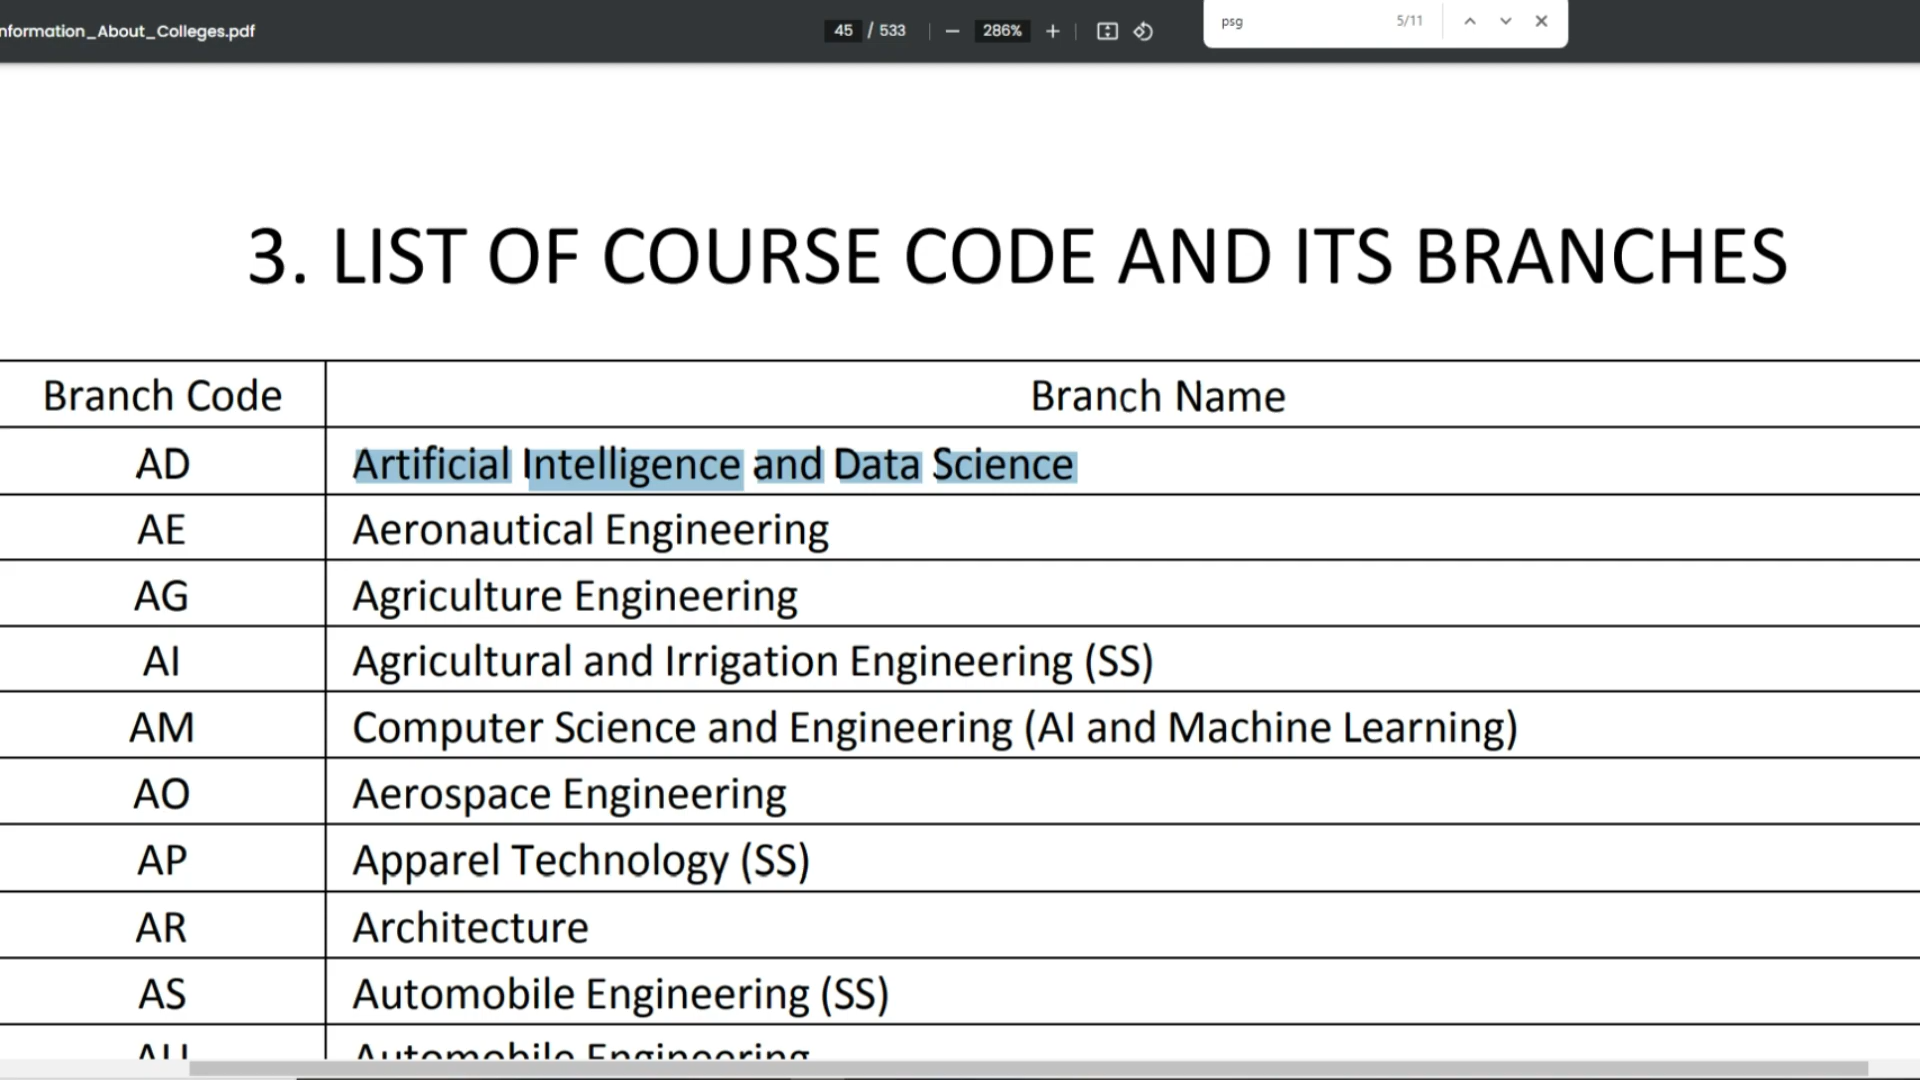 nformation_About_Colleges.pdf
45 / 533
286%
psg
5/11
3. LIST OF COURSE CODE AND ITS BRANCHES
Branch Code Branch Name
AD Artificial Intelligence and Data Science
AE Aeronautical Engineering
AG Agriculture Engineering
AI Agricultural and Irrigation Engineering (SS)
AM Computer Science and Engineering (AI and Machine Learning)
AO Aerospace Engineering
AP Apparel Technology (SS)
AR Architecture
AS Automobile Engineering (SS)
AU Automobile Engineering